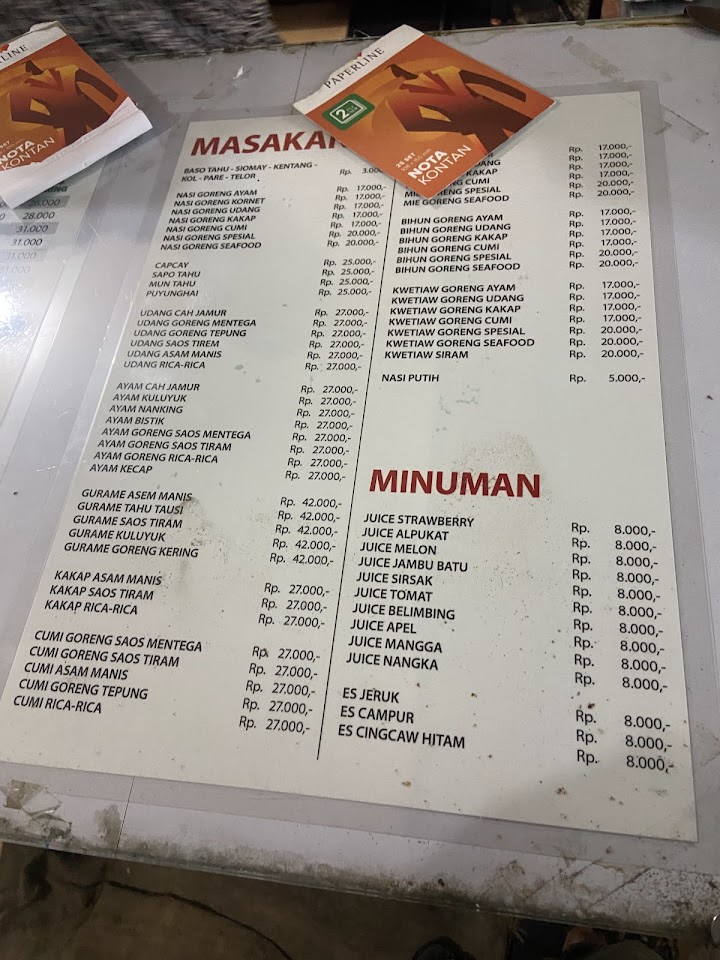 PAPERLINE
2 PLY
25 SET
NOTA
KONTAN
NOTA
KONTAN
28.000
31.000
31.000
MASAKAN
BASO TAHU - SIOMAY - KENTANG -
KOL - PARE - TELOR Rp. 3.000
NASI GORENG AYAM Rp. 17.000,-
NASI GORENG KORNET Rp. 17.000,-
NASI GORENG UDANG Rp. 17.000,-
NASI GORENG KAKAP Rp. 17.000,-
NASI GORENG CUMI Rp. 17.000,-
NASI GORENG SPESIAL Rp. 20.000,-
NASI GORENG SEAFOOD Rp. 20.000,-
CAPCAY Rp. 25.000,-
SAPO TAHU Rp. 25.000,-
MUN TAHU Rp. 25.000,-
PUYUNGHAI Rp. 25.000,-
UDANG CAH JAMUR Rp. 27.000,-
UDANG GORENG MENTEGA Rp. 27.000,-
UDANG GORENG TEPUNG Rp. 27.000,-
UDANG SAOS TIREM Rp. 27.000,-
UDANG ASAM MANIS Rp. 27.000,-
UDANG RICA-RICA Rp. 27.000,-
AYAM CAH JAMUR Rp. 27.000,-
AYAM KULUYUK Rp. 27.000,-
AYAM NANKING Rp. 27.000,-
AYAM BISTIK Rp. 27.000,-
AYAM GORENG SAOS MENTEGA Rp. 27.000,-
AYAM GORENG SAOS TIRAM Rp. 27.000,-
AYAM GORENG RICA-RICA Rp. 27.000,-
AYAM KECAP Rp. 27.000,-
GURAME ASEM MANIS Rp. 42.000,-
GURAME TAHU TAUSI Rp. 42.000,-
GURAME SAOS TIRAM Rp. 42.000,-
GURAME KULUYUK Rp. 42.000,-
GURAME GORENG KERING Rp. 42.000,-
KAKAP ASAM MANIS Rp. 27.000,-
KAKAP SAOS TIRAM Rp. 27.000,-
KAKAP RICA-RICA Rp. 27.000,-
CUMI GORENG SAOS MENTEGA Rp. 27.000,-
CUMI GORENG SAOS TIRAM Rp. 27.000,-
CUMI ASAM MANIS Rp. 27.000,-
CUMI GORENG TEPUNG Rp. 27.000,-
CUMI RICA-RICA Rp. 27.000,-
Rp. 17.000,-
DANG Rp. 17.000,-
KAKAP Rp. 17.000,-
CUMI Rp. 17.000,-
MIE GORENG SPESIAL Rp. 20.000,-
MIE GORENG SEAFOOD Rp. 20.000,-
BIHUN GORENG AYAM Rp. 17.000,-
BIHUN GORENG UDANG Rp. 17.000,-
BIHUN GORENG KAKAP Rp. 17.000,-
BIHUN GORENG CUMI Rp. 17.000,-
BIHUN GORENG SPESIAL Rp. 20.000,-
BIHUN GORENG SEAFOOD Rp. 20.000,-
KWETIAW GORENG AYAM Rp. 17.000,-
KWETIAW GORENG UDANG Rp. 17.000,-
KWETIAW GORENG KAKAP Rp. 17.000,-
KWETIAW GORENG CUMI Rp. 17.000,-
KWETIAW GORENG SPESIAL Rp. 20.000,-
KWETIAW GORENG SEAFOOD Rp. 20.000,-
KWETIAW SIRAM Rp. 20.000,-
NASI PUTIH Rp. 5.000,-
MINUMAN
JUICE STRAWBERRY Rp. 8.000,-
JUICE ALPUKAT Rp. 8.000,-
JUICE MELON Rp. 8.000,-
JUICE JAMBU BATU Rp. 8.000,-
JUICE SIRSAK Rp. 8.000,-
JUICE TOMAT Rp. 8.000,-
JUICE BELIMBING Rp. 8.000,-
JUICE APEL Rp. 8.000,-
JUICE MANGGA Rp. 8.000,-
JUICE NANGKA Rp. 8.000,-
ES JERUK Rp. 8.000,-
ES CAMPUR Rp. 8.000,-
ES CINGCAW HITAM Rp. 8.000,-